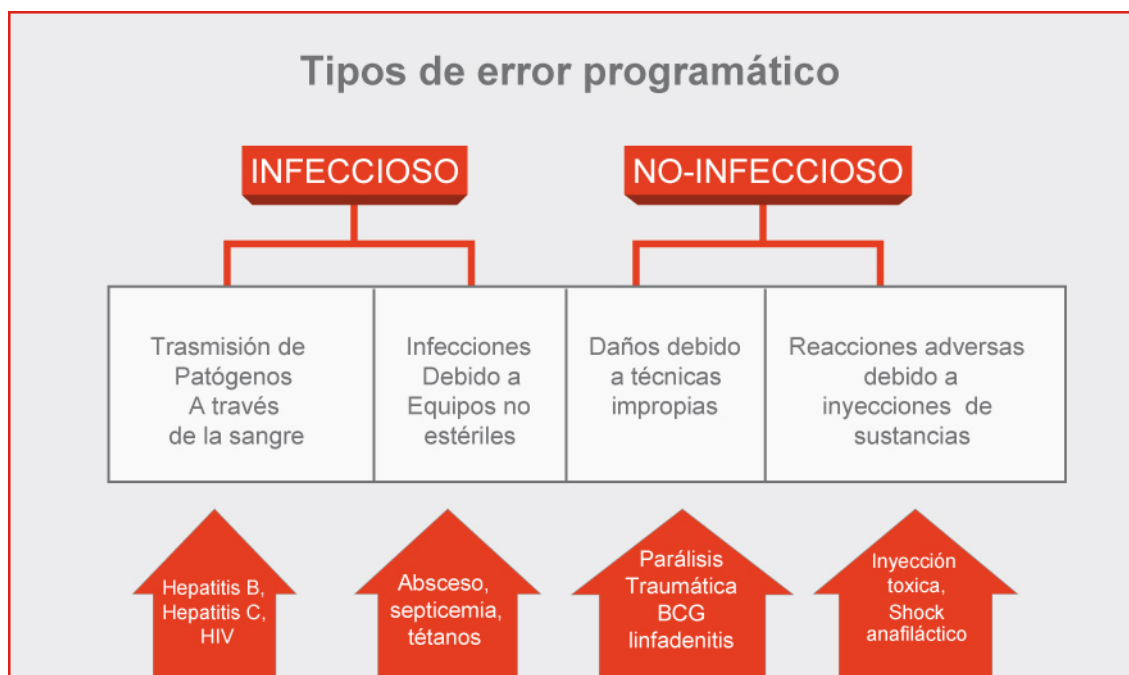 Tipos de error programático
INFECCIOSO
NO-INFECCIOSO
Trasmisión de
Patógenos
A través
de la sangre
Infecciones
Debido a
Equipos no
estériles
Daños debido
a técnicas
impropias
Reacciones adversas
debido a
inyecciones de
sustancias
Hepatitis B,
Hepatitis C,
HIV
Absceso,
septicemia,
tétanos
Parálisis
Traumática
BCG
linfadenitis
Inyección
toxica,
Shock
anafiláctico